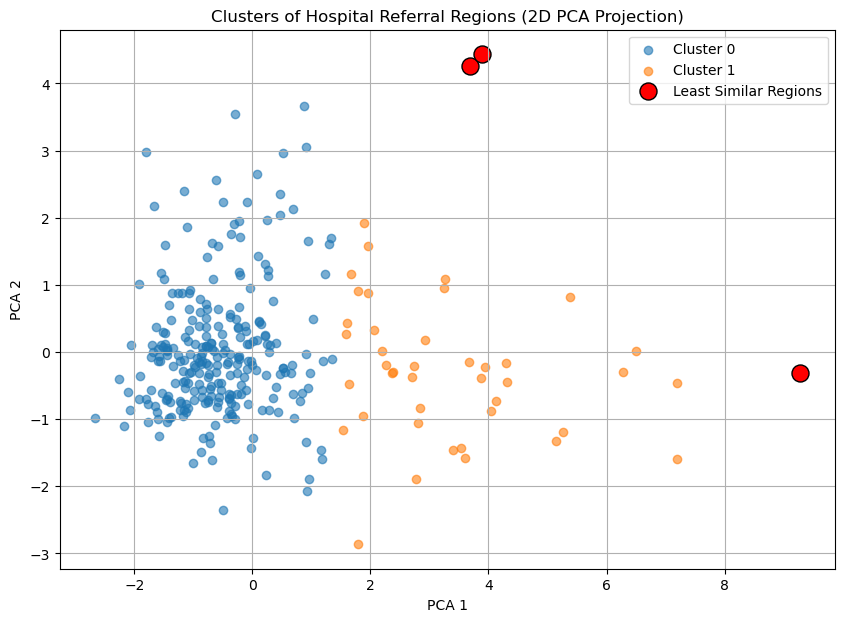 Clusters of Hospital Referral Regions (2D PCA Projection)
Cluster 0
Cluster 1
Least Similar Regions
4
3
2
1
0
−1
−2
−3
PCA 2
−2
0
2
4
6
8
PCA 1